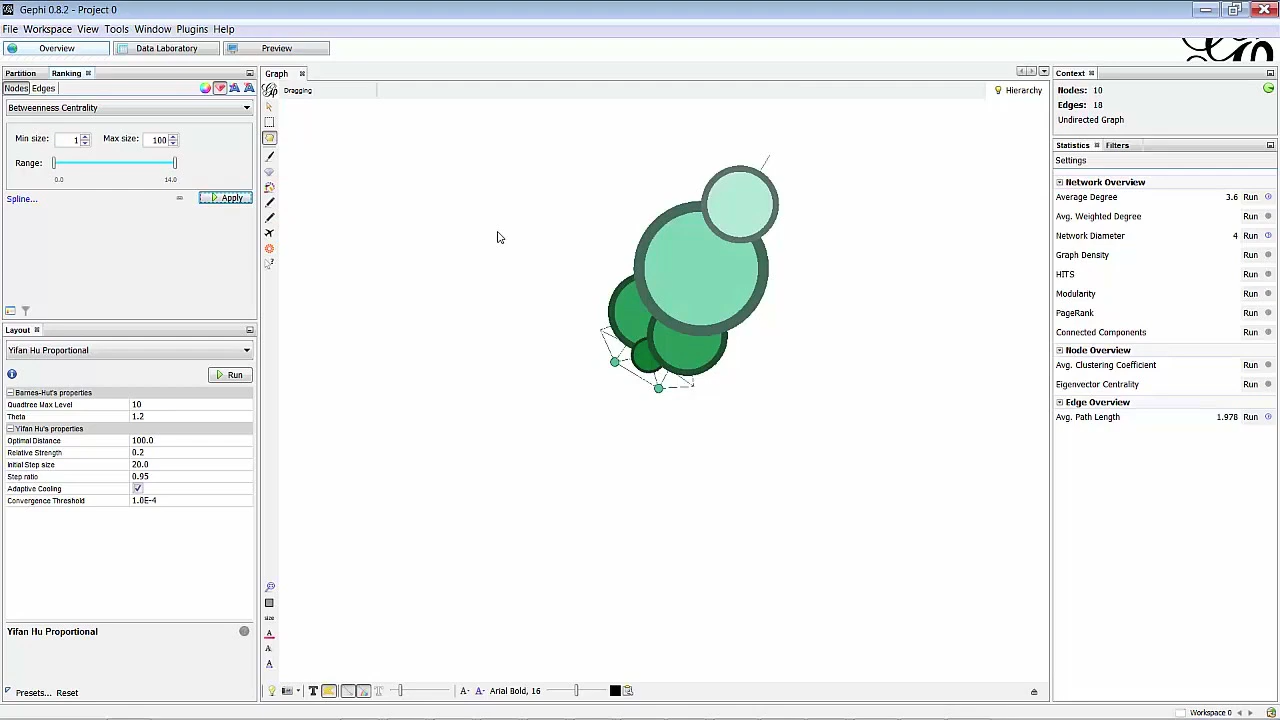 Gephi 0.8.2 - Project 0
File Workspace View Tools Window Plugins Help
Overview Data Laboratory Preview
Partition Ranking
Nodes Edges
Betweenness Centrality
Min size: 1 Max size: 100
Range:
0.0 14.0
Spline... Apply
Layout
Yifan Hu Proportional
Run
Barnes-Hut's properties
Quadtree Max Level 10
Theta 1.2
Yifan Hu's properties
Optimal Distance 100.0
Relative Strength 0.2
Initial Step size 20.0
Step ratio 0.95
Adaptive Cooling
Convergence Threshold 1.0E-4
Yifan Hu Proportional
Presets... Reset
Graph
Dragging
Hierarchy
size
A
A
A
T T A- A- Arial Bold, 16
Context
Nodes: 10
Edges: 18
Undirected Graph
Statistics Filters
Settings
Network Overview
Average Degree 3.6 Run
Avg. Weighted Degree Run
Network Diameter 4 Run
Graph Density Run
HITS Run
Modularity Run
PageRank Run
Connected Components Run
Node Overview
Avg. Clustering Coefficient Run
Eigenvector Centrality Run
Edge Overview
Avg. Path Length 1.978 Run
Workspace 0